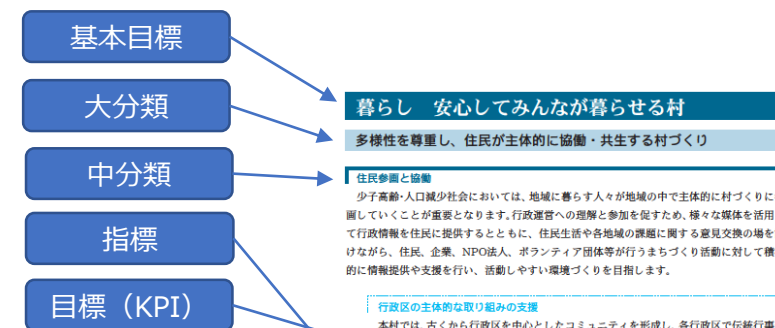 基本目標
大分類
中分類
指標
目標（KPI）
暮らし　安心してみんなが暮らせる村
多様性を尊重し、住民が主体的に協働・共生する村づくり
住民参画と協働
少子高齢・人口減少社会においては、地域に暮らす人々が地域の中で主体的に村づくりに
画していくことが重要となります。行政運営への理解と参加を促すため、様々な媒体を活用
て行政情報を住民に提供するとともに、住民生活や各地域の課題に関する意見交換の場を
けながら、住民、企業、NPO法人、ボランティア団体等が行うまちづくり活動に対して積
的に情報提供や支援を行い、活動しやすい環境づくりを目指します。
行政区の主体的な取り組みの支援
本村では、古くから行政区を中心としたコミュニティを形成し、各行政区で伝統行事